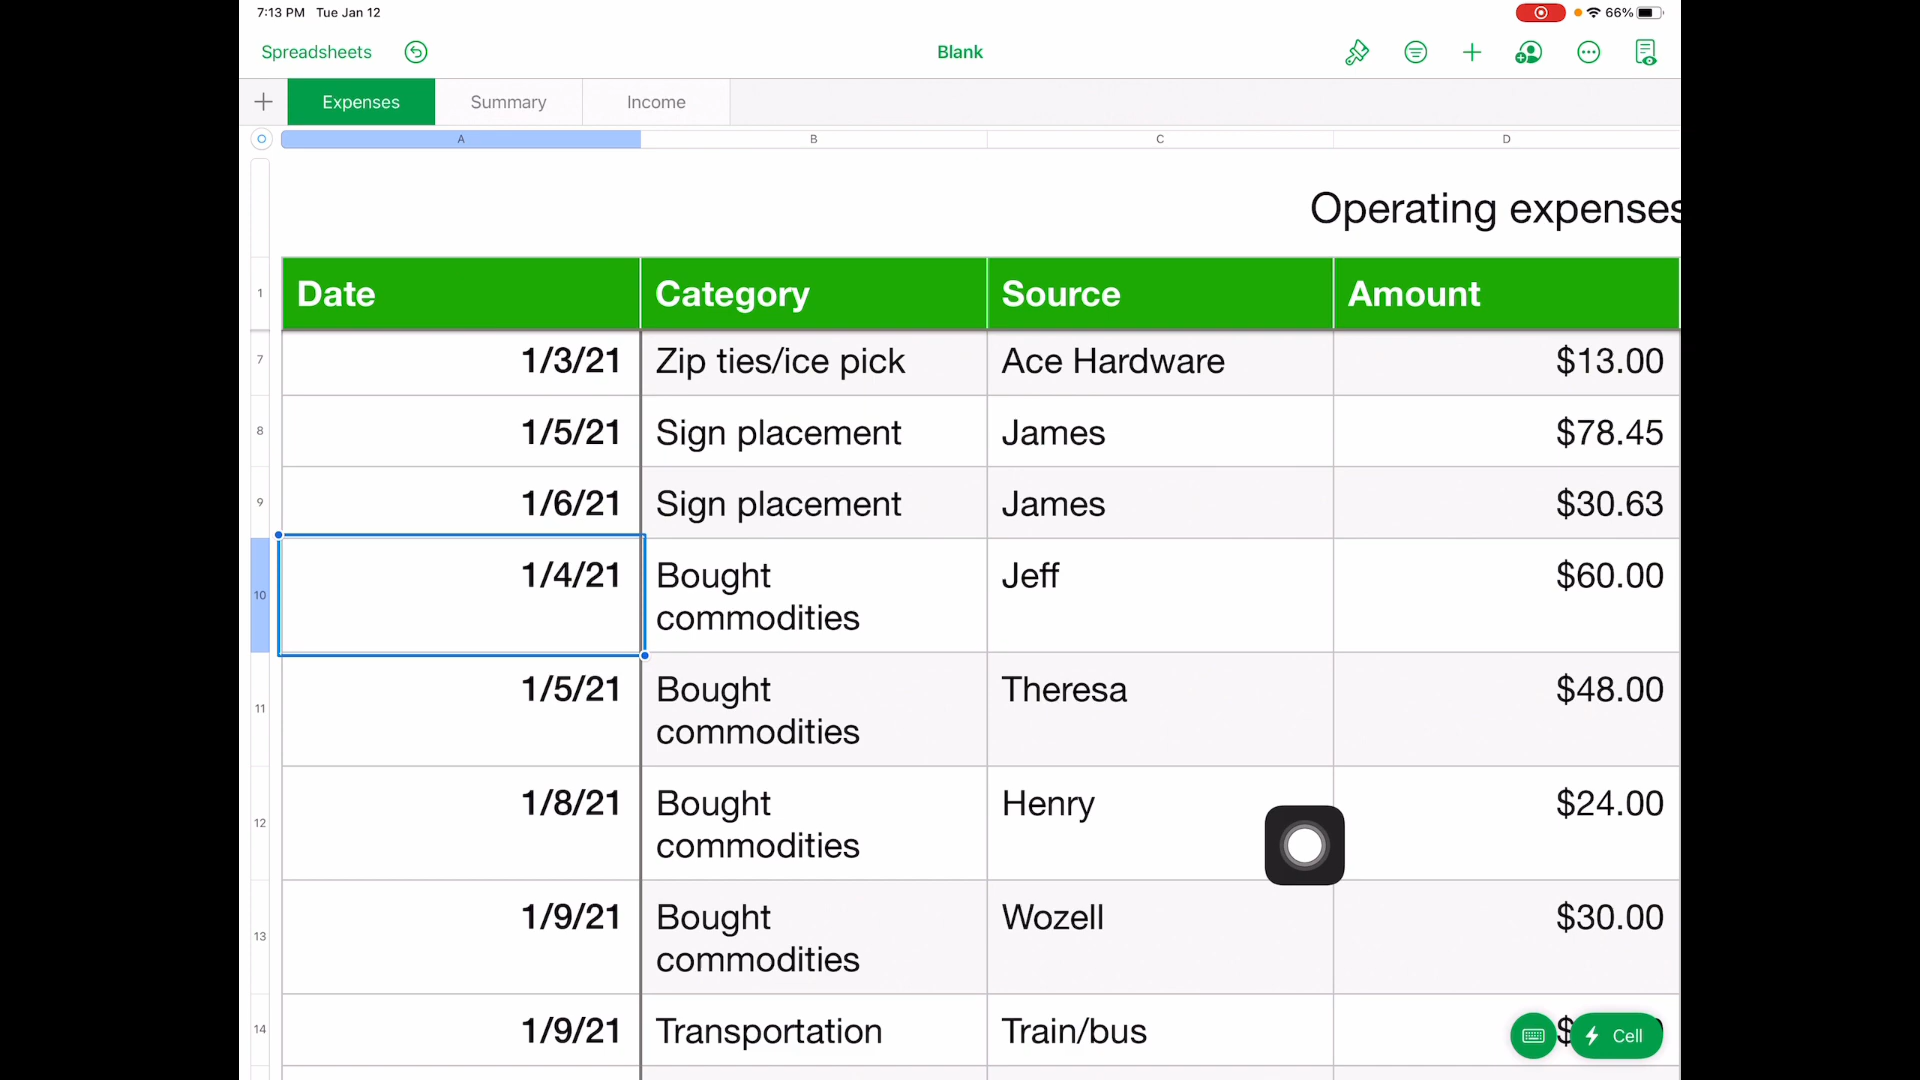 7:13 PM Tue Jan 12 66%
Spreadsheets Blank
Expenses Summary Income
A B C D
Operating expenses
1 Date Category Source Amount
7 1/3/21 Zip ties/ice pick Ace Hardware $13.00
8 1/5/21 Sign placement James $78.45
9 1/6/21 Sign placement James $30.63
10 1/4/21 Bought Jeff $60.00
commodities
11 1/5/21 Bought Theresa $48.00
commodities
12 1/8/21 Bought Henry $24.00
commodities
13 1/9/21 Bought Wozell $30.00
commodities
14 1/9/21 Transportation Train/bus $
Cell